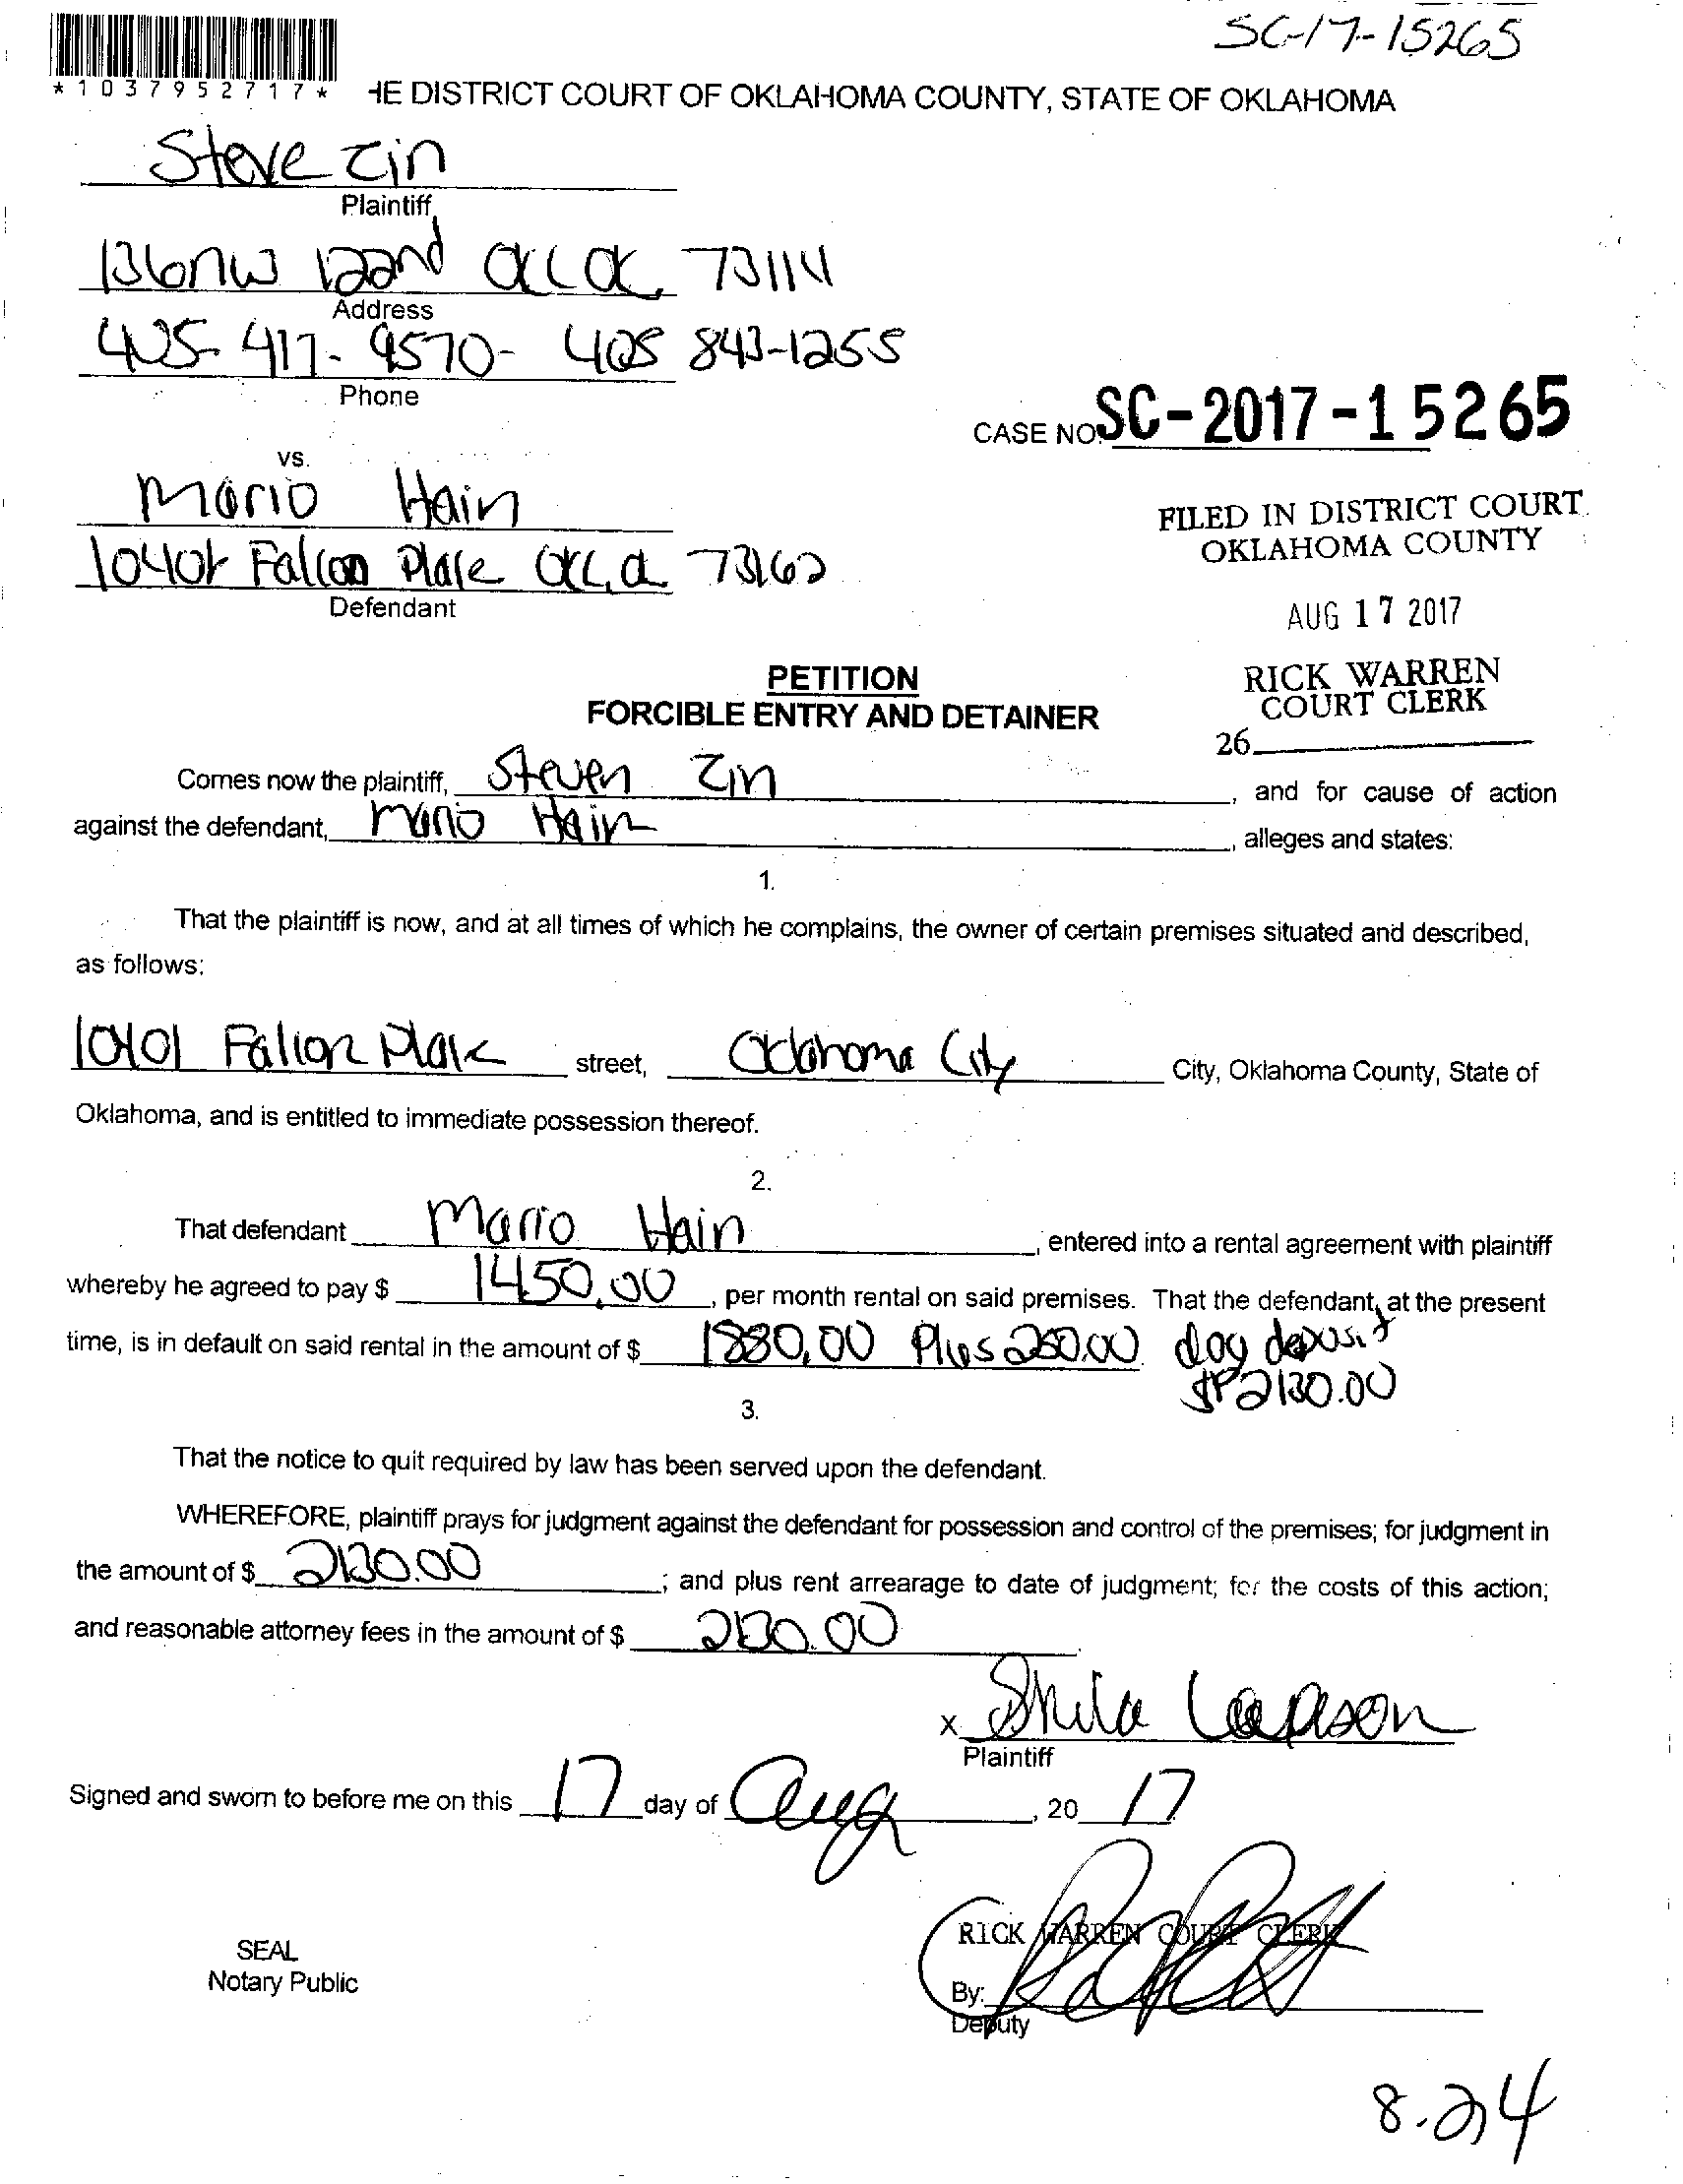 SC-17-15265
*1037952717*
HE DISTRICT COURT OF OKLAHOMA COUNTY, STATE OF OKLAHOMA
Steve Zin
Plaintiff
136 NW 122nd OKC OK 73114
Address
405-417-9570- 405 843-1255
Phone
CASE NO. SC-2017-15265
vs.
Mario Hain
10401 Falcon Place OKC, OK 73162
Defendant
FILED IN DISTRICT COURT
OKLAHOMA COUNTY
AUG 17 2017
RICK WARREN
COURT CLERK
26
PETITION
FORCIBLE ENTRY AND DETAINER
Comes now the plaintiff, Steven Zin, and for cause of action
against the defendant, Mario Hain, alleges and states:
1.
That the plaintiff is now, and at all times of which he complains, the owner of certain premises situated and described,
as follows:
10401 Falcon Place street, Oklahoma City City, Oklahoma County, State of
Oklahoma, and is entitled to immediate possession thereof.
2.
That defendant Mario Hain, entered into a rental agreement with plaintiff
whereby he agreed to pay $ 1450.00, per month rental on said premises. That the defendant, at the present
time, is in default on said rental in the amount of $ 1880.00 Plus 250.00 dog deposit
2130.00
3.
That the notice to quit required by law has been served upon the defendant.
WHEREFORE, plaintiff prays for judgment against the defendant for possession and control of the premises; for judgment in
the amount of $ 2130.00; and plus rent arrearage to date of judgment; for the costs of this action;
and reasonable attorney fees in the amount of $ 2130.00
x Shila
Plaintiff
Signed and sworn to before me on this 17 day of Aug, 20 17
RICK WARREN COURT CLERK
SEAL
Notary Public
By:
Deputy
8.24